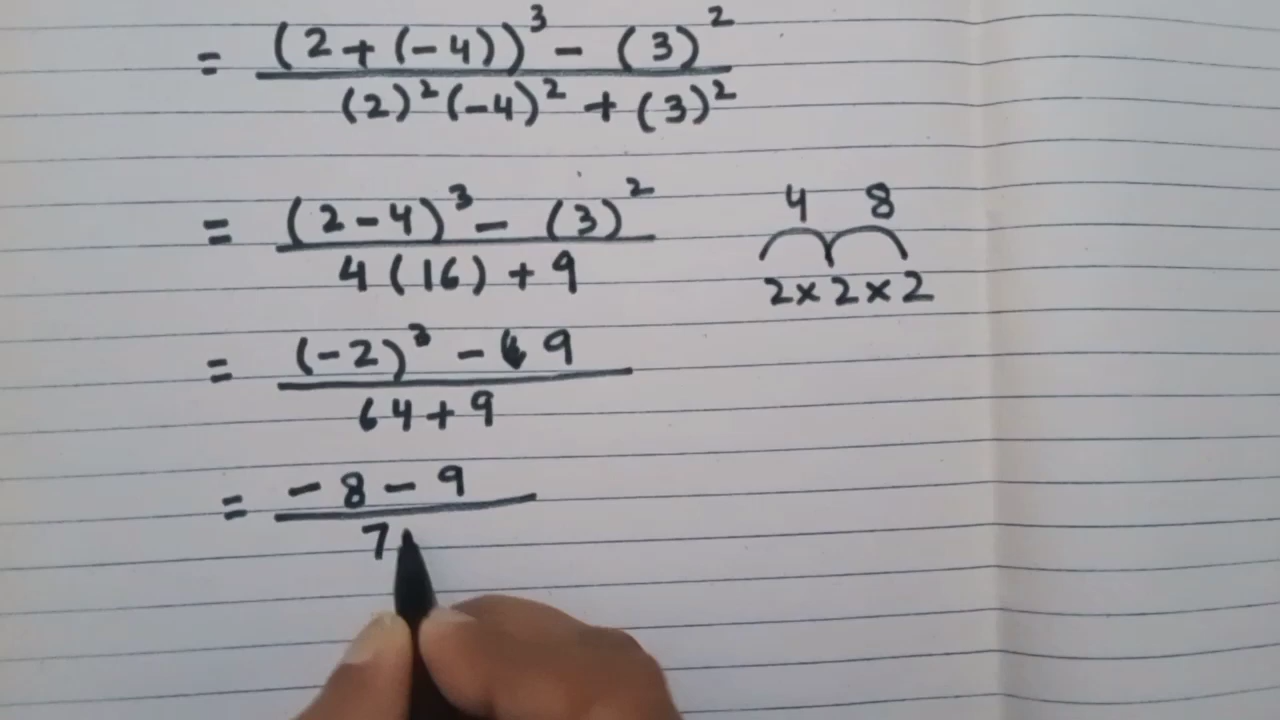 = (2+(-4))³ - (3)²
(2)²(-4)² + (3)²
= (2-4)³ - (3)²
4(16) + 9
4 8
2×2×2
= (-2)³ - 9
64+9
= -8-9
7